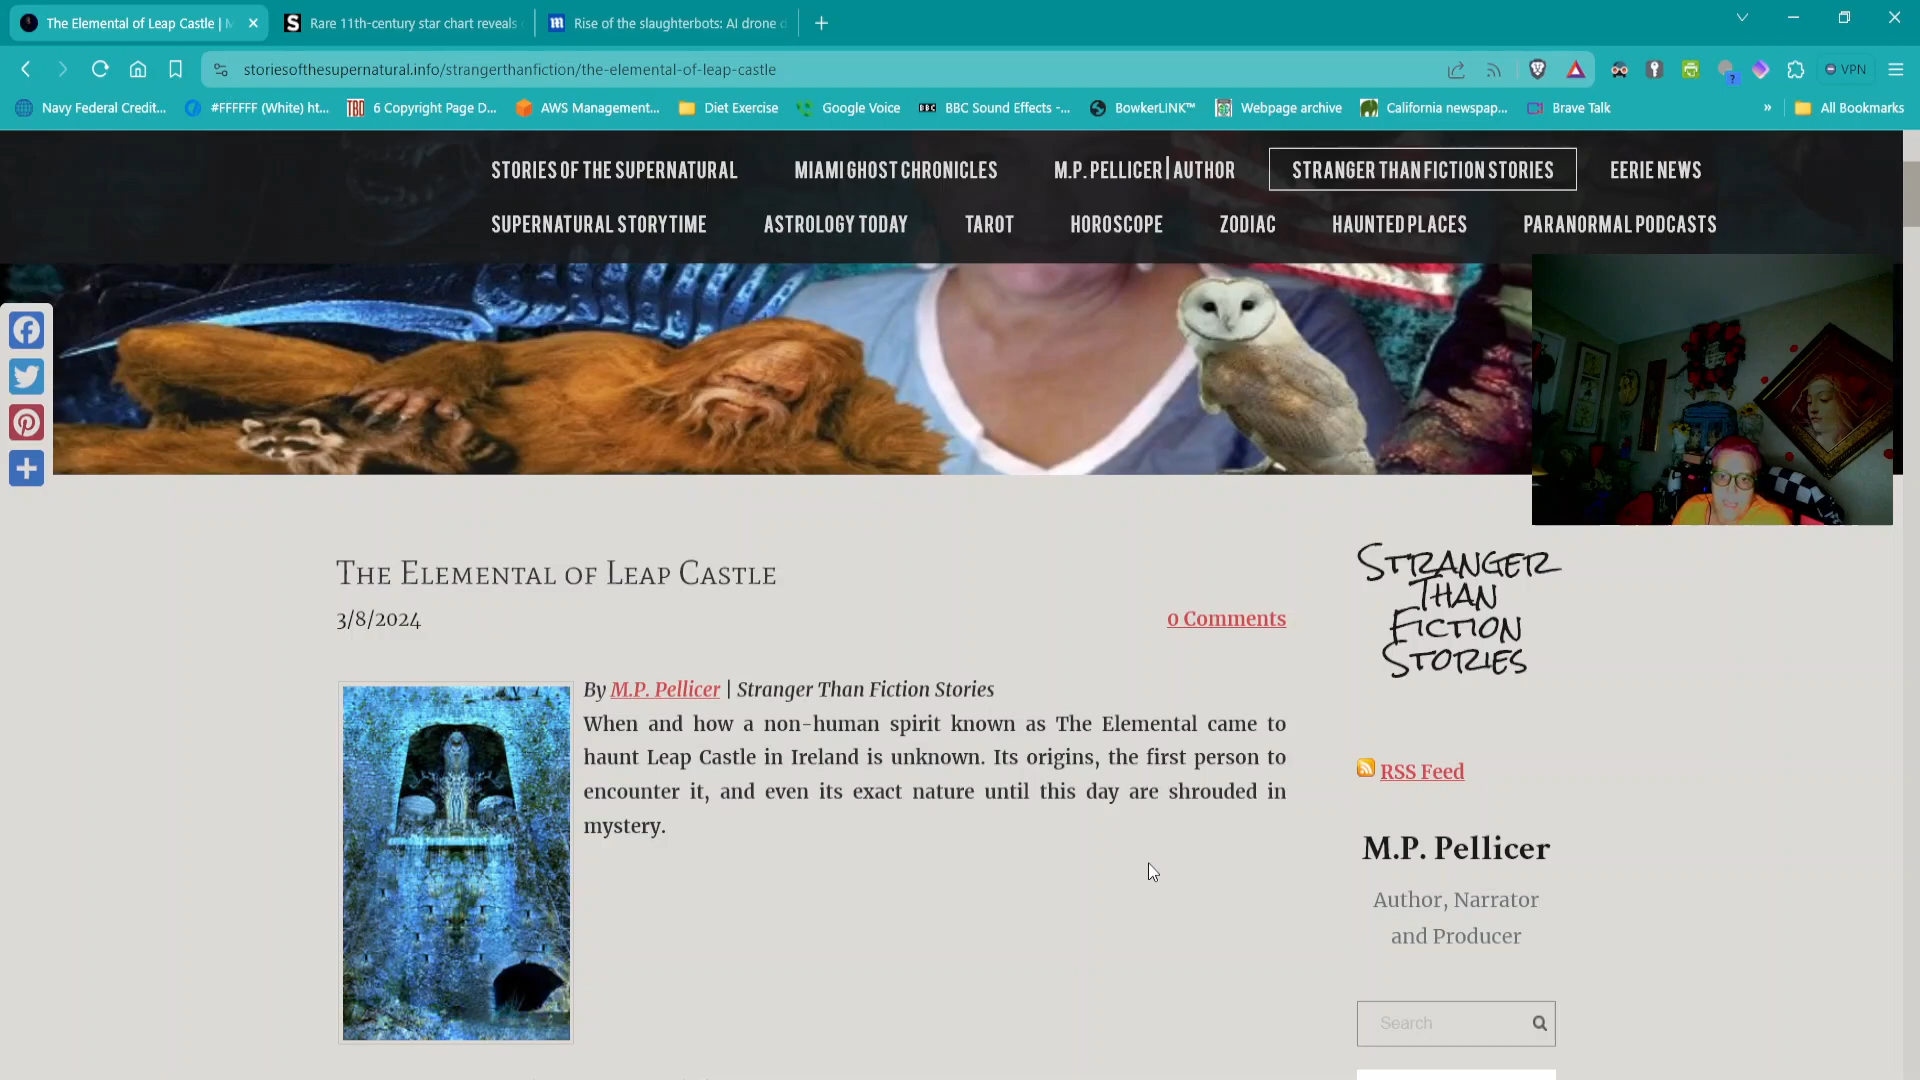 The Elemental of Leap Castle |
Rare 11th-century star chart reveals
Rise of the slaughterbots: AI drone
storiesofthesupernatural.info/strangerthanfiction/the-elemental-of-leap-castle
VPN
Navy Federal Credit...
#FFFFFF (White) ht...
6 Copyright Page D...
AWS Management...
Diet Exercise
Google Voice
BBC
BBC Sound Effects -...
BowkerLINK™
Webpage archive
California newspap...
Brave Talk
»
All Bookmarks
STORIES OF THE SUPERNATURAL
MIAMI GHOST CHRONICLES
M.P. PELLICER | AUTHOR
STRANGER THAN FICTION STORIES
EERIE NEWS
SUPERNATURAL STORYTIME
ASTROLOGY TODAY
TAROT
HOROSCOPE
ZODIAC
HAUNTED PLACES
PARANORMAL PODCASTS
The Elemental of Leap Castle
3/8/2024
0 Comments
By M.P. Pellicer | Stranger Than Fiction Stories
When and how a non-human spirit known as The Elemental came to
haunt Leap Castle in Ireland is unknown. Its origins, the first person to
encounter it, and even its exact nature until this day are shrouded in
mystery.
Stranger
Than
Fiction
Stories
RSS Feed
M.P. Pellicer
Author, Narrator
and Producer
Search